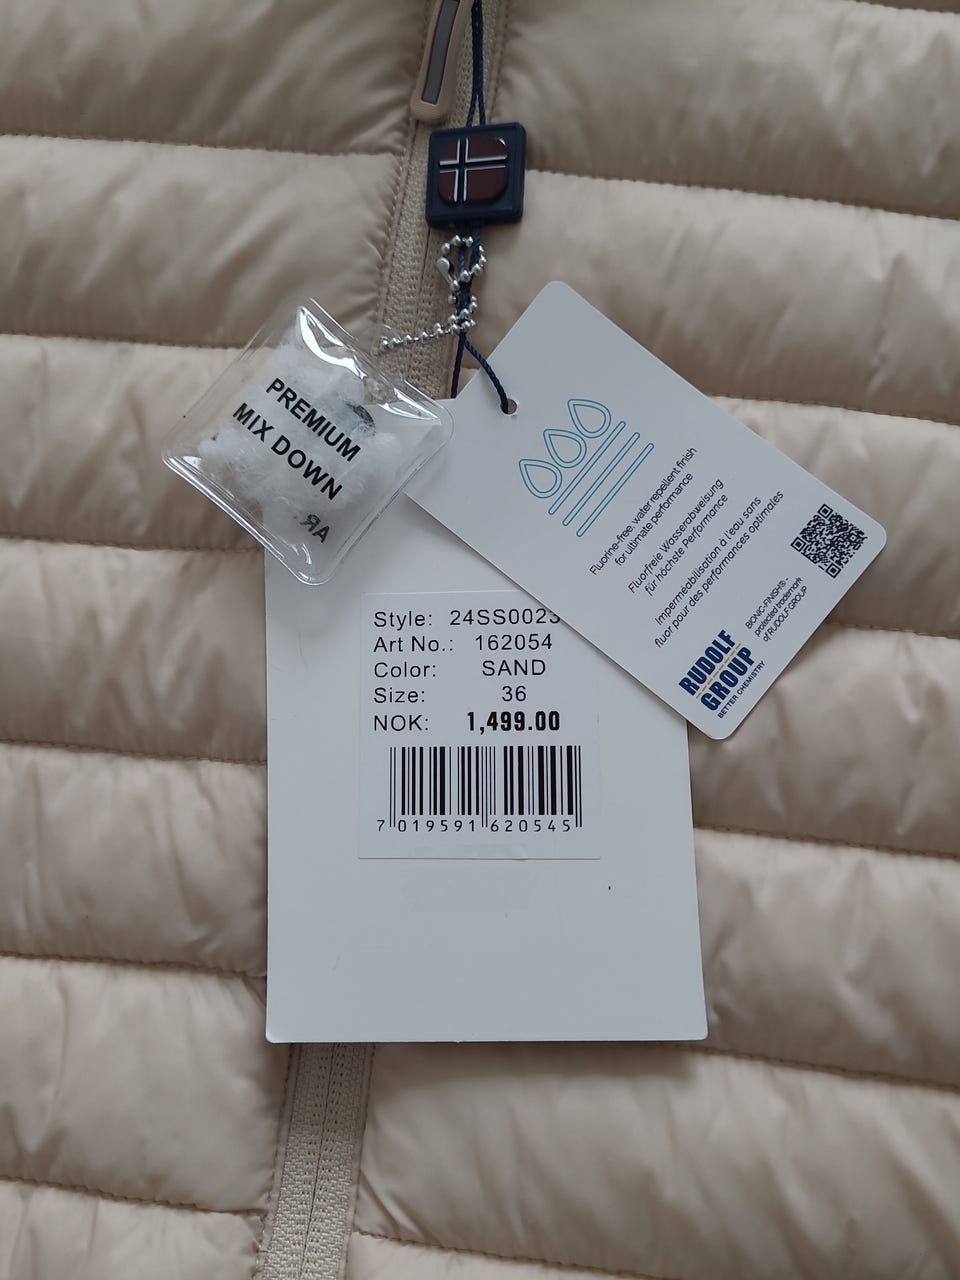 PREMIUM
MIX DOWN
Fluorine-free, water repellent finish
for ultimate performance
Fluorfreie Wasserabweisung
für höchste Performance
Imperméabilisation à l'eau sans
fluor pour des performances optimales
BIONIC-FINISH®-
protected trademark
of RUDOLF GROUP
RUDOLF
GROUP
BETTER CHEMISTRY
Style: 24SS0023
Art No.: 162054
Color: SAND
Size: 36
NOK: 1,499.00
7 019591 620545